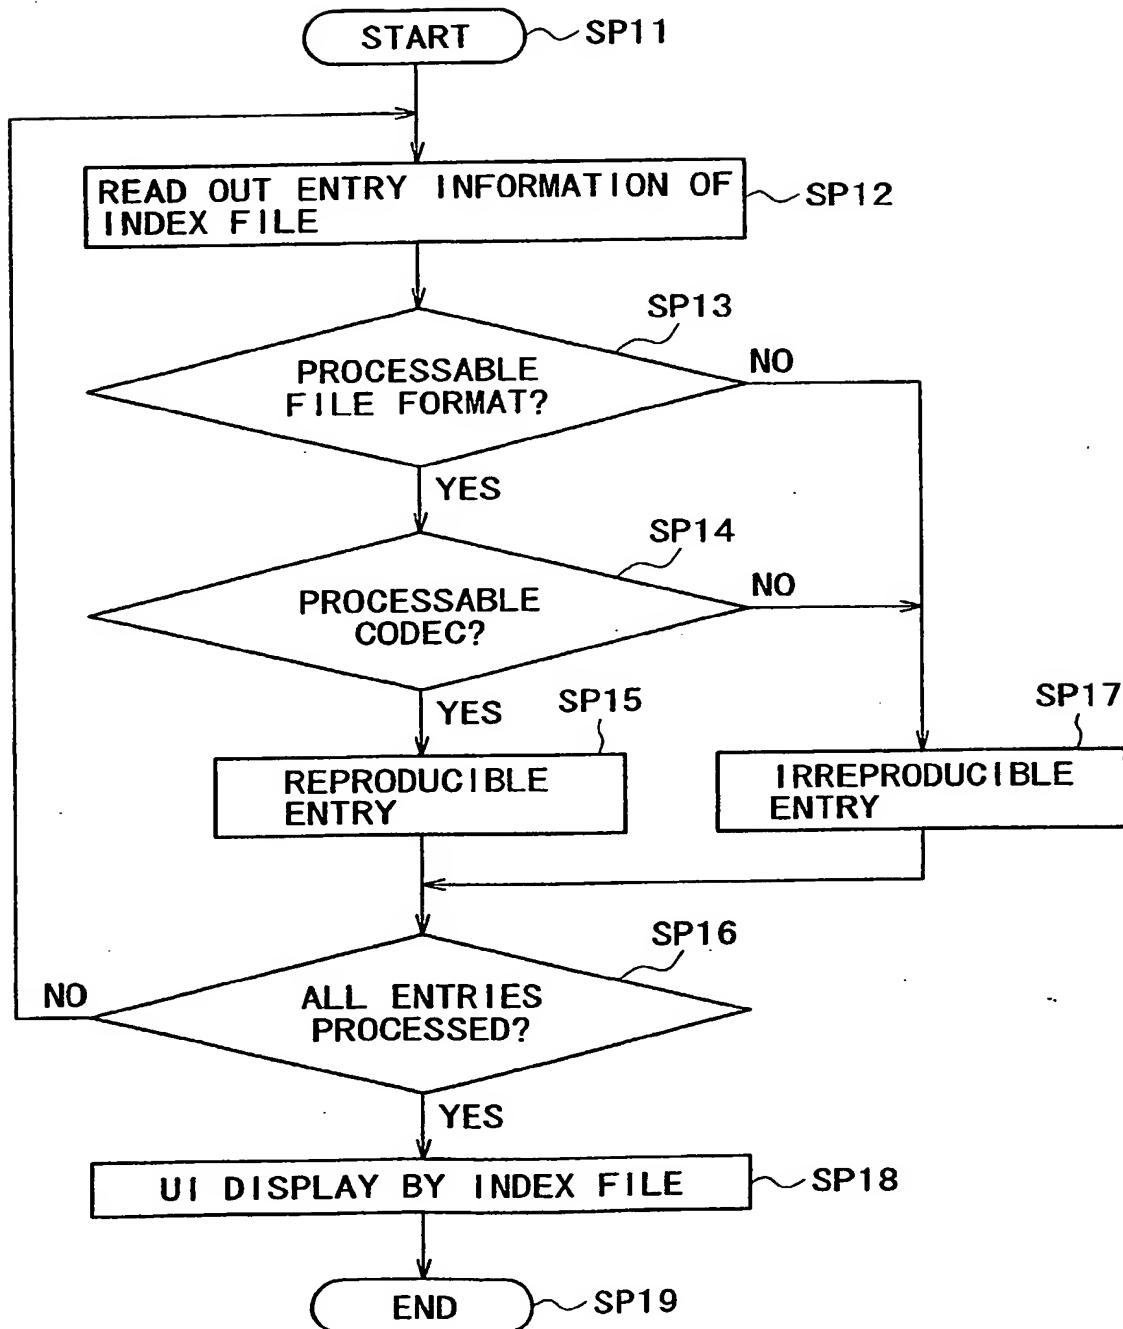 START
SP11
READ OUT ENTRY INFORMATION OF
INDEX FILE
SP12
SP13
PROCESSABLE
FILE FORMAT?
NO
YES
SP14
PROCESSABLE
CODEC?
NO
YES
SP15
SP17
REPRODUCIBLE
ENTRY
IRREPRODUCIBLE
ENTRY
SP16
NO
ALL ENTRIES
PROCESSED?
YES
UI DISPLAY BY INDEX FILE
SP18
END
SP19